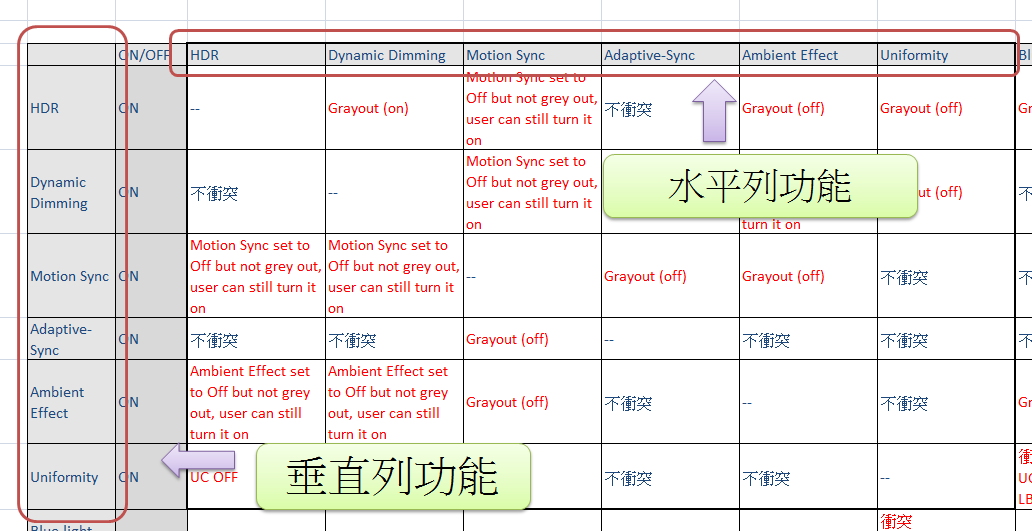 ON/OFF HDR Dynamic Dimming Motion Sync Adaptive-Sync Ambient Effect Uniformity
HDR ON -- Grayout (on) Motion Sync set to Off but not grey out, user can still turn it on 不衝突 Grayout (off) Grayout (off)
水平列功能
Dynamic Dimming ON 不衝突 -- Motion Sync set to Off but not grey out, user can still turn it on
turn it on
Motion Sync ON Motion Sync set to Off but not grey out, user can still turn it on Motion Sync set to Off but not grey out, user can still turn it on -- Grayout (off) Grayout (off) 不衝突
Adaptive-Sync ON 不衝突 不衝突 Grayout (off) -- 不衝突 不衝突
Ambient Effect ON Ambient Effect set to Off but not grey out, user can still turn it on Ambient Effect set to Off but not grey out, user can still turn it on Grayout (off) 不衝突 -- 不衝突
垂直列功能
Uniformity ON UC OFF 不衝突 不衝突 --
Blue light 衝突